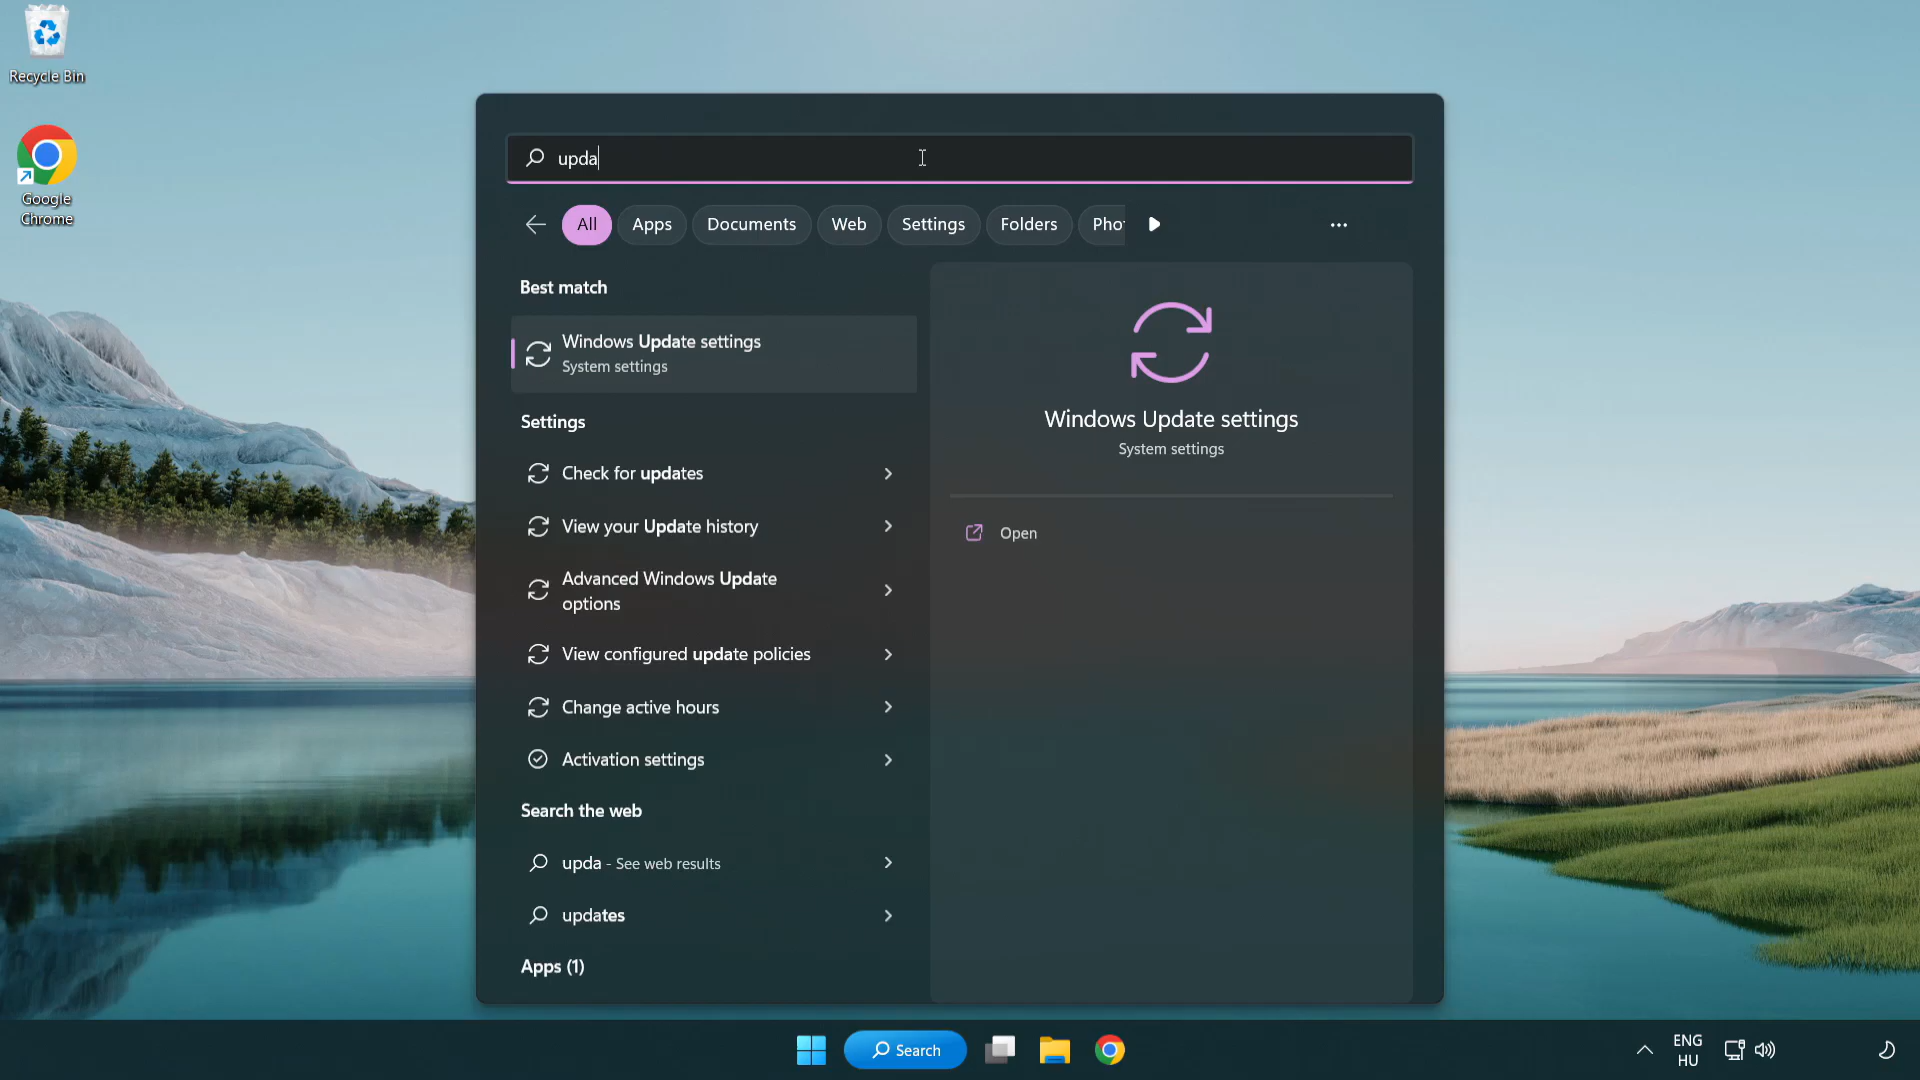 Recycle Bin
Google
Chrome
upda
All
Apps
Documents
Web
Settings
Folders
Best match
Windows Update settings
System settings
Settings
Check for updates
View your Update history
Advanced Windows Update
options
View configured update policies
Change active hours
Activation settings
Search the web
upda - See web results
updates
Apps (1)
Windows Update settings
System settings
Open
Search
ENG
HU